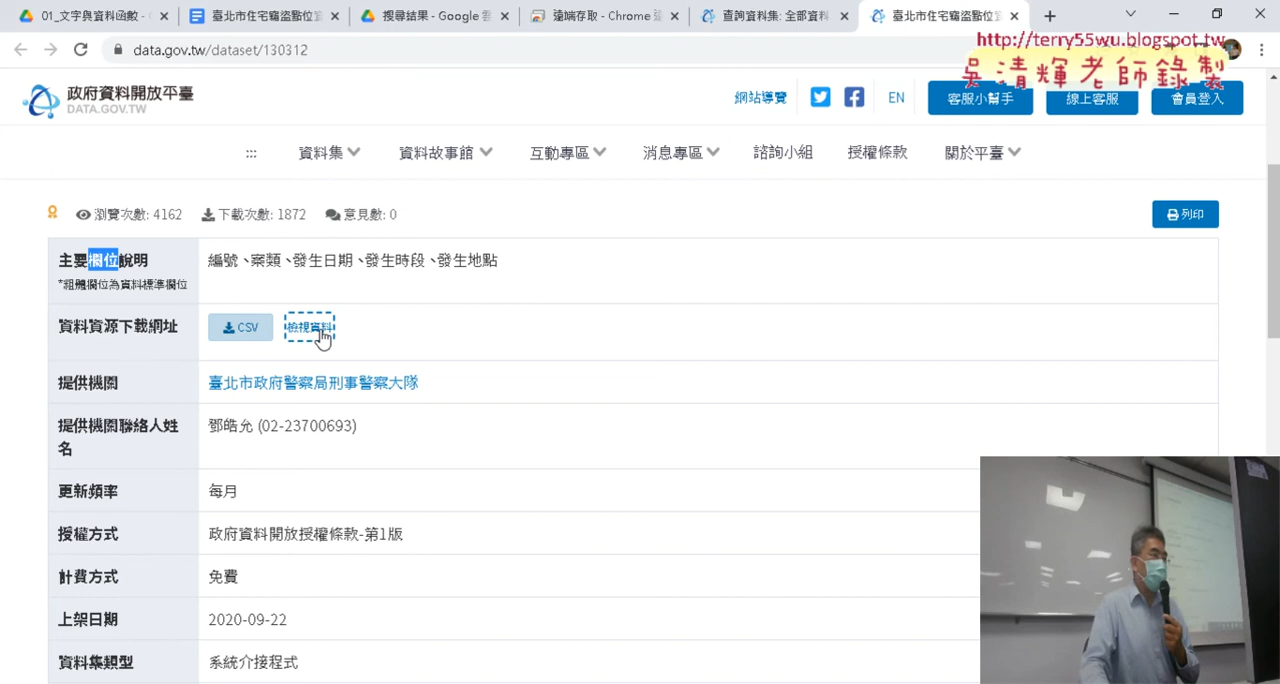 01_文字與資料函數 -
臺北市住宅竊盜點位資
搜尋結果 - Google 雲
遠端存取 - Chrome 遠
查詢資料集: 全部資料
臺北市住宅竊盜點位資
data.gov.tw/dataset/130312
http://terry55wu.blogspot.tw
吳清輝老師錄製
政府資料開放平臺
DATA.GOV.TW
網站導覽
EN
客服小幫手
線上客服
會員登入
:::
資料集
資料故事館
互動專區
消息專區
諮詢小組
授權條款
關於平臺
瀏覽次數: 4162
下載次數: 1872
意見數: 0
列印
主要欄位說明
*粗體欄位為資料標準欄位
編號、案類、發生日期、發生時段、發生地點
資料資源下載網址
CSV
檢視資料
提供機關
臺北市政府警察局刑事警察大隊
提供機關聯絡人姓
名
鄧皓允 (02-23700693)
更新頻率
每月
授權方式
政府資料開放授權條款-第1版
計費方式
免費
上架日期
2020-09-22
資料集類型
系統介接程式